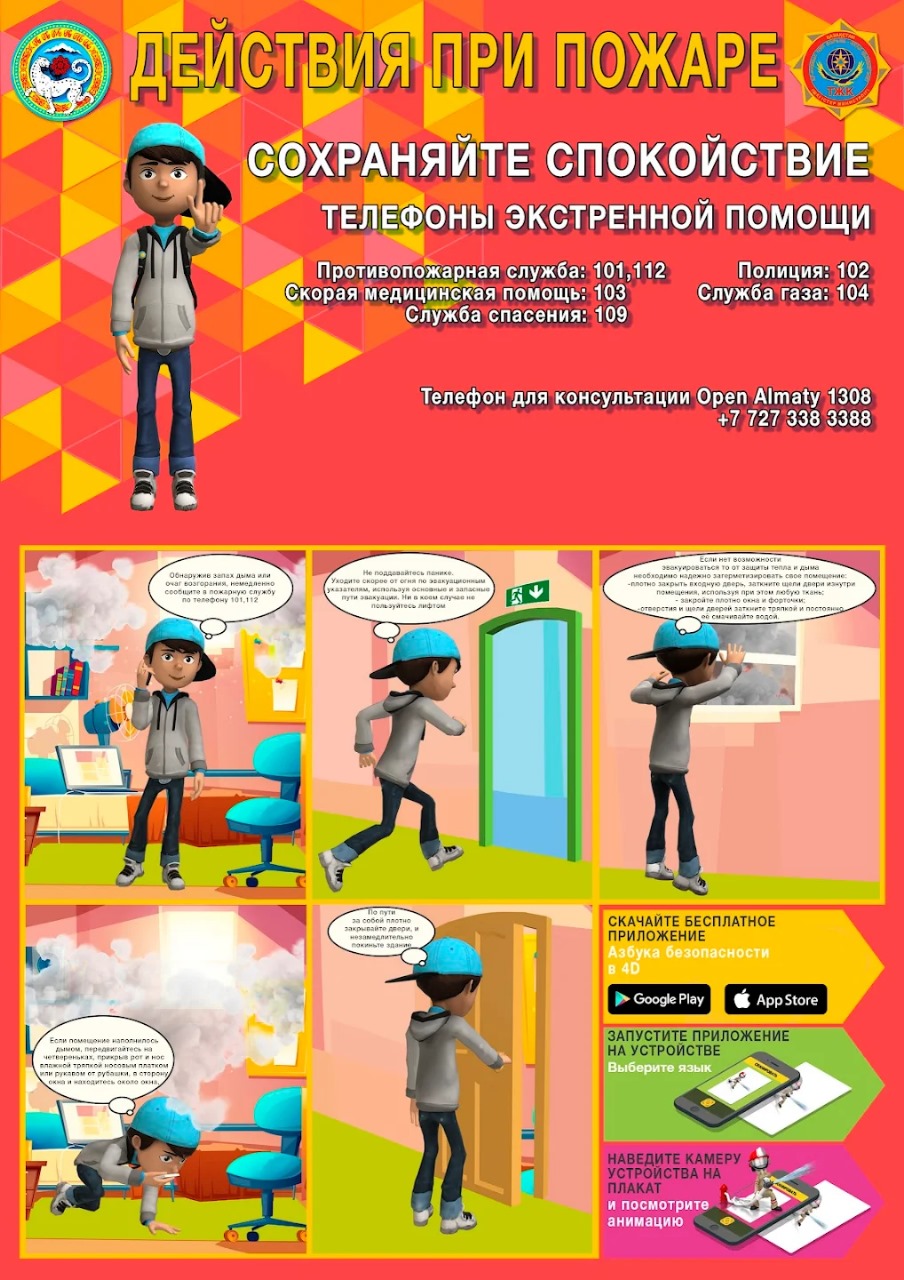 ДЕЙСТВИЯ ПРИ ПОЖАРЕ
ТЖК
СОХРАНЯЙТЕ СПОКОЙСТВИЕ
ТЕЛЕФОНЫ ЭКСТРЕННОЙ ПОМОЩИ
Противопожарная служба: 101,112
Полиция: 102
Скорая медицинская помощь: 103
Служба газа: 104
Служба спасения: 109
Телефон для консультации Open Almaty 1308
+7 727 338 3388
Обнаружив запах дыма или
очаг возгорания, немедленно
сообщите в пожарную службу
по телефону 101,112
Не поддавайтесь панике.
Уходите скорее от огня по эвакуационным
указателям, используя основные и запасные
пути эвакуации. Ни в коем случае не
пользуйтесь лифтом
Если нет возможности
эвакуироваться то от защиты тепла и дыма
необходимо надежно загерметизировать свое помещение:
-плотно закрыть входную дверь, заткните щели двери изнутри
помещения, используя при этом любую ткань;
- закройте плотно окна и форточки;
-отверстия и щели дверей заткните тряпкой и постоянно
её смачивайте водой.
Если помещение наполнилось
дымом, передвигайтесь на
четвереньках, прикрыв рот и нос
влажной тряпкой носовым платком
или рукавом от рубашки, в сторону
окна и находитесь около окна,
По пути
за собой плотно
закрывайте двери, и
незамедлительно
покиньте здание
СКАЧАЙТЕ БЕСПЛАТНОЕ
ПРИЛОЖЕНИЕ
Азбука безопасности
в 4D
Google Play
App Store
ЗАПУСТИТЕ ПРИЛОЖЕНИЕ
НА УСТРОЙСТВЕ
Выберите язык
НАВЕДИТЕ КАМЕРУ
УСТРОЙСТВА НА
ПЛАКАТ
и посмотрите
анимацию